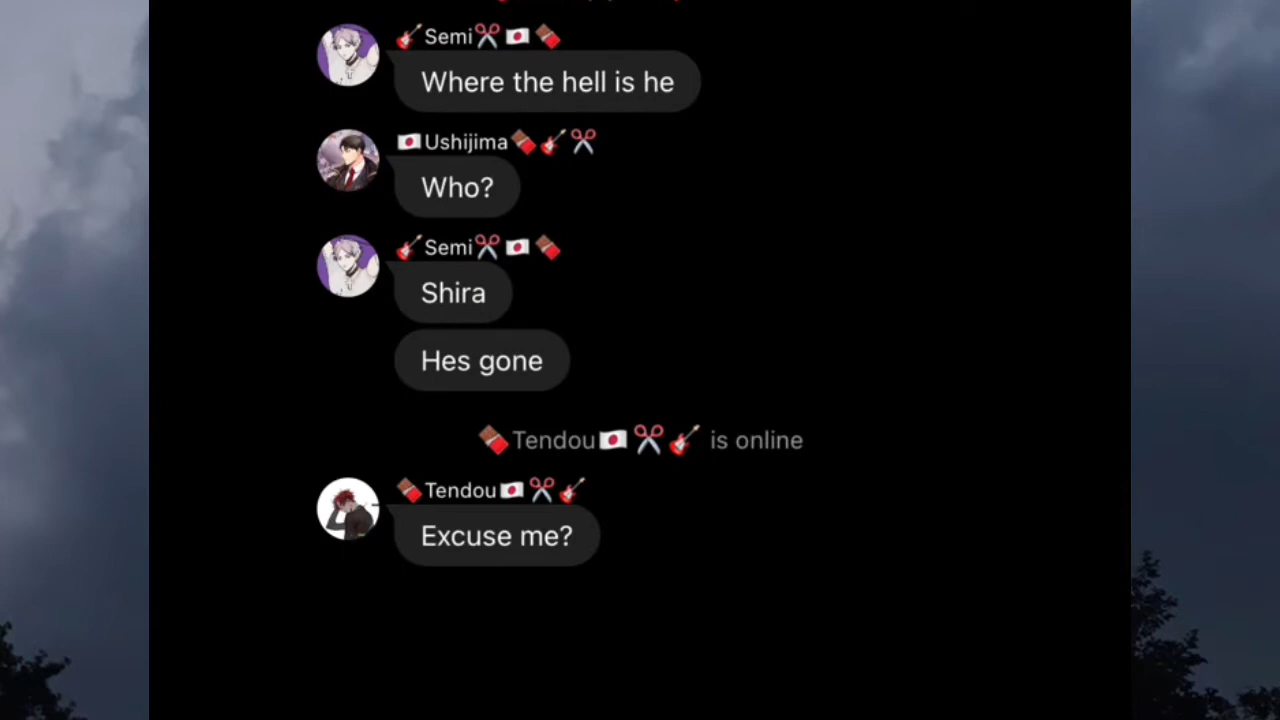 🎸Semi✂️🇯🇵🍫
Where the hell is he
🇯🇵Ushijima🍫🎸✂️
Who?
🎸Semi✂️🇯🇵🍫
Shira
Hes gone
🍫Tendou🇯🇵✂️🎸 is online
🍫Tendou🇯🇵✂️🎸
Excuse me?